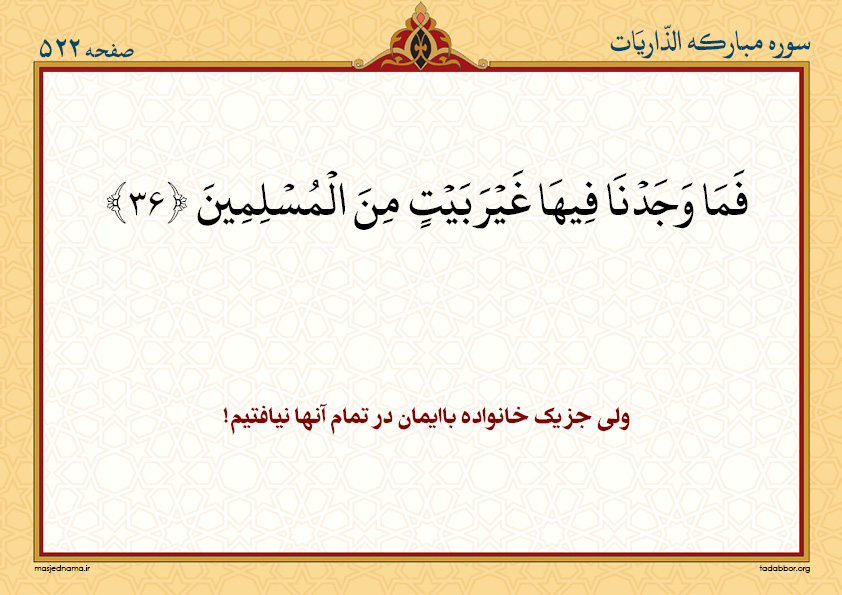 سوره مبارکه الذّاریَات
صفحه ۵۲۲
فَمَا وَجَدْنَا فِيهَا غَيْرَ بَيْتٍ مِنَ الْمُسْلِمِينَ ﴿۳۶﴾
ولی جز یک خانواده باایمان در تمام آنها نیافتیم!
masjednama.ir
tadabbor.org